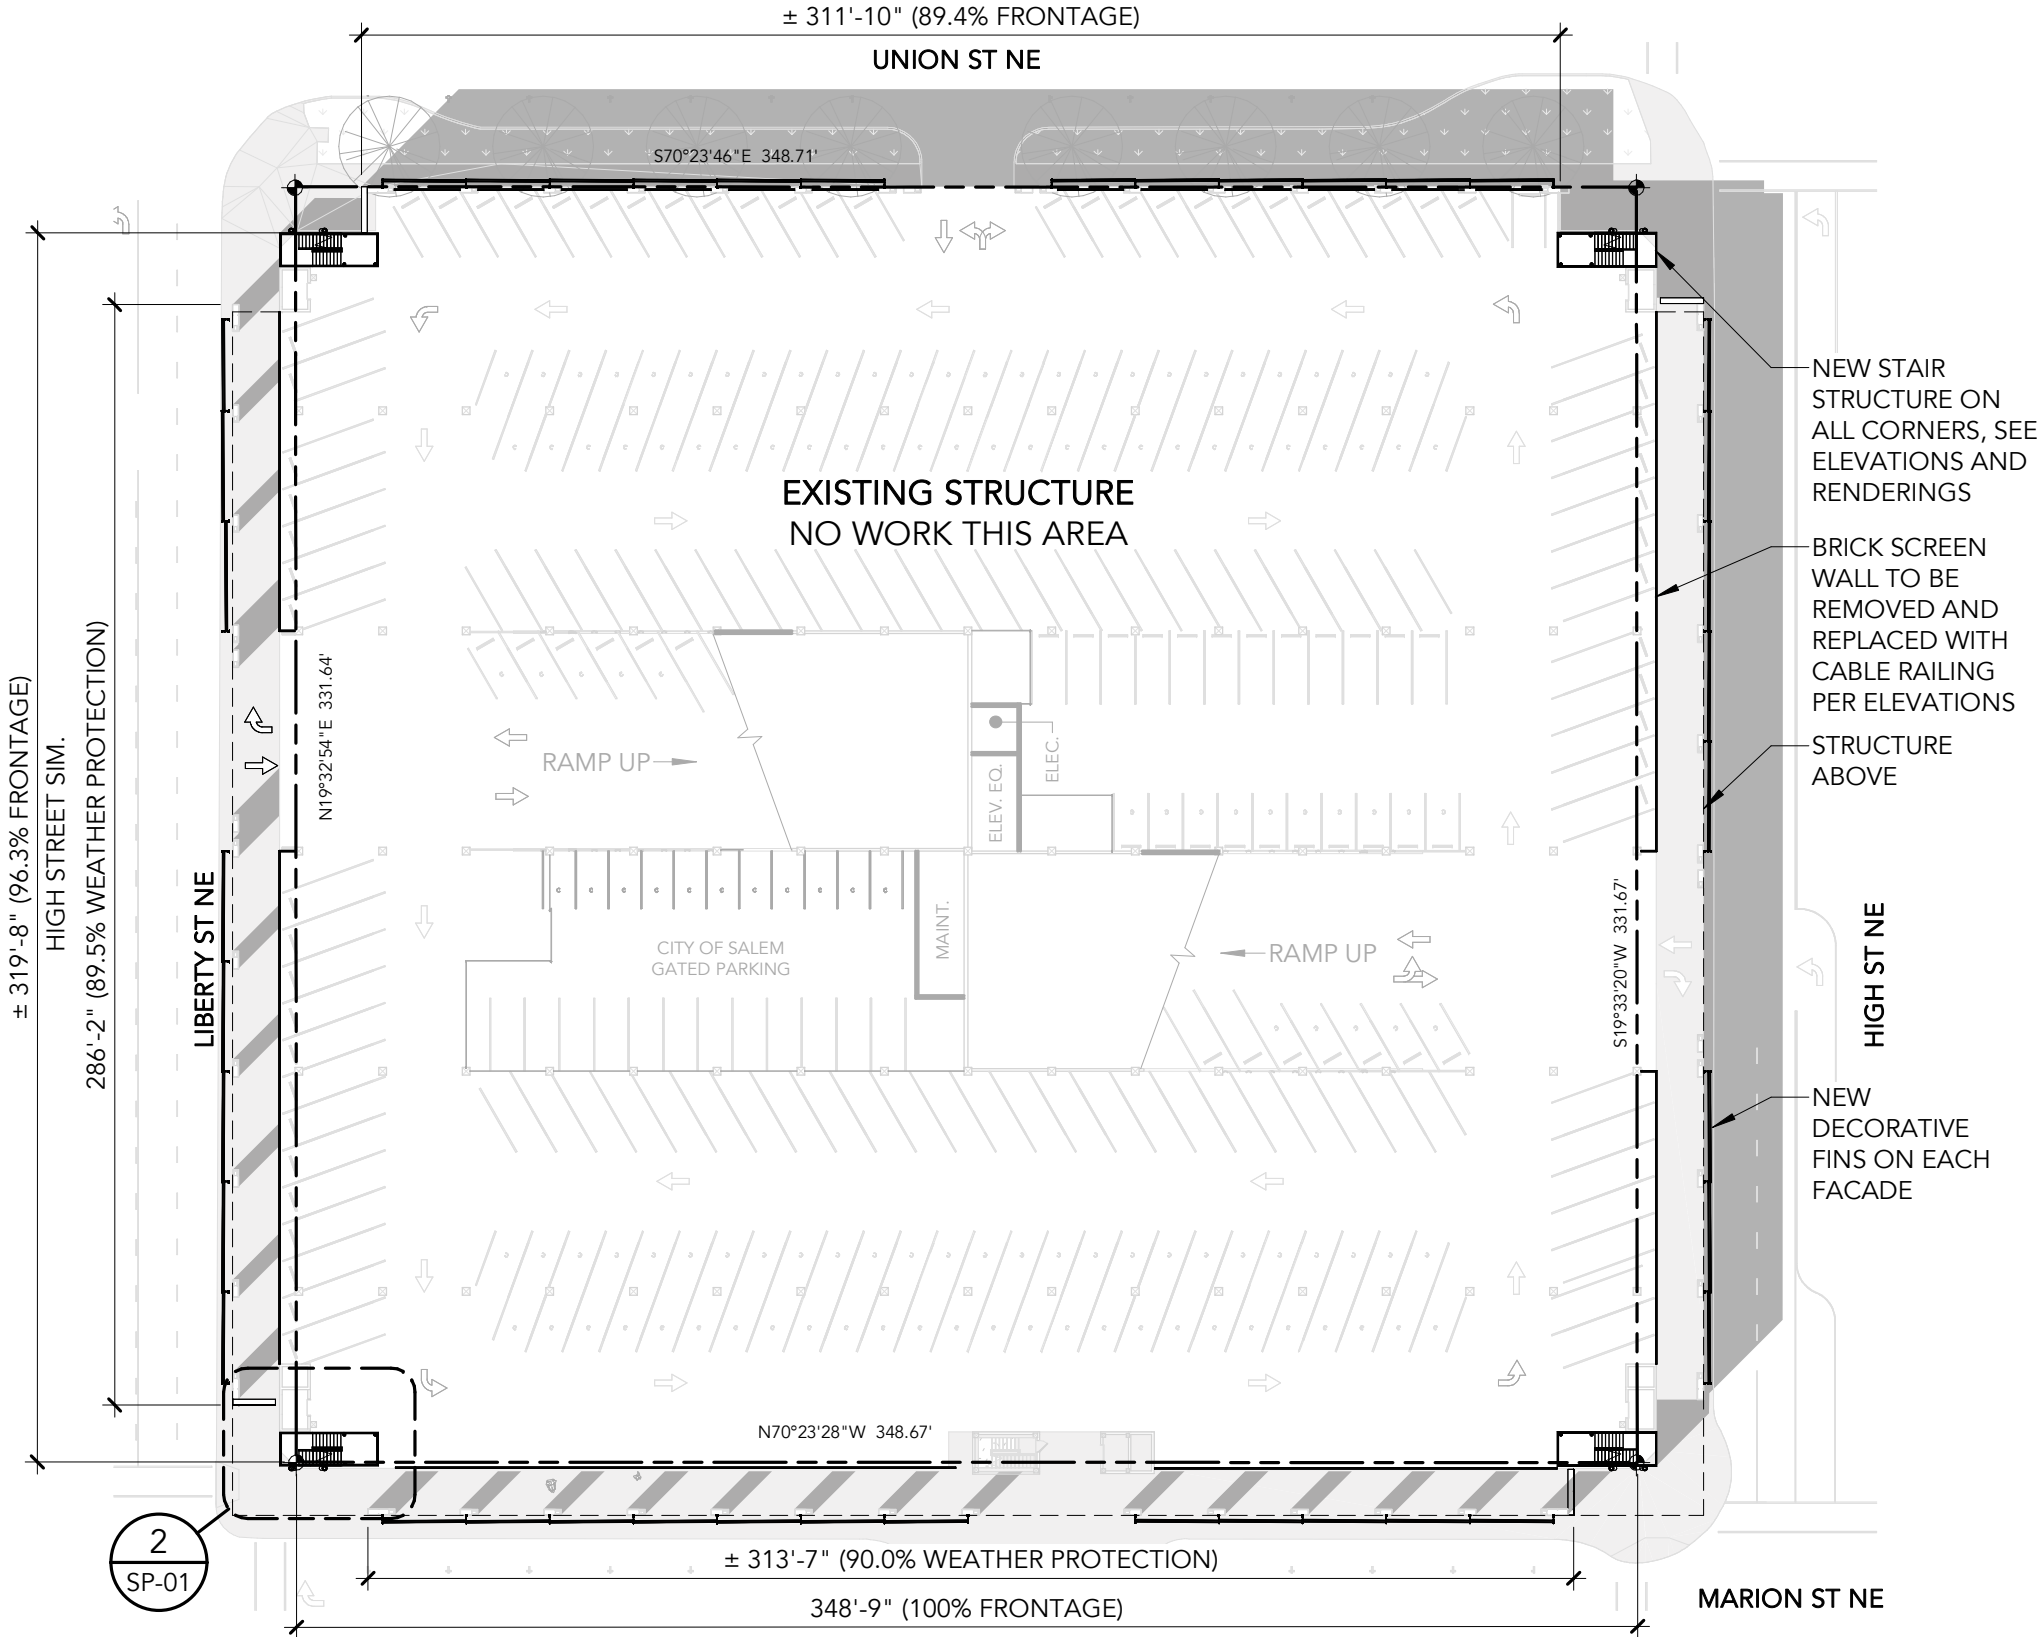 ± 311'-10" (89.4% FRONTAGE)
UNION ST NE
S70°23'46"E 348.71'
NEW STAIR
STRUCTURE ON
ALL CORNERS, SEE
ELEVATIONS AND
RENDERINGS
EXISTING STRUCTURE
NO WORK THIS AREA
BRICK SCREEN
WALL TO BE
REMOVED AND
REPLACED WITH
CABLE RAILING
PER ELEVATIONS
STRUCTURE
ABOVE
± 319'-8" (96.3% FRONTAGE)
HIGH STREET SIM.
286'-2" (89.5% WEATHER PROTECTION)
LIBERTY ST NE
N19°32'54"E 331.64'
RAMP UP
ELEV. EQ.
ELEC.
CITY OF SALEM
GATED PARKING
MAINT.
RAMP UP
S19°33'20"W 331.67'
HIGH ST NE
NEW
DECORATIVE
FINS ON EACH
FACADE
N70°23'28"W 348.67'
2
SP-01
± 313'-7" (90.0% WEATHER PROTECTION)
348'-9" (100% FRONTAGE)
MARION ST NE